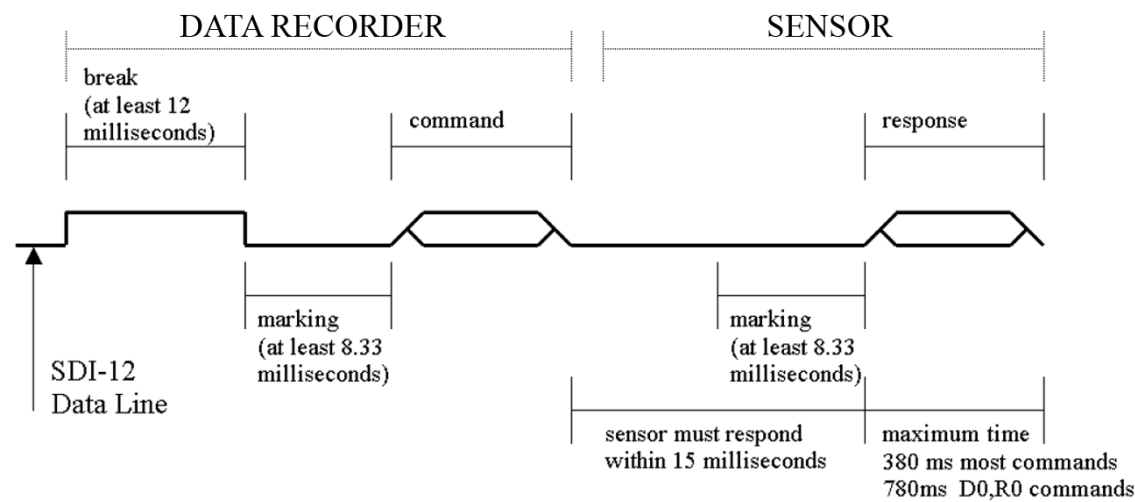 DATA RECORDER
SENSOR
break
(at least 12
milliseconds)
command
response
marking
(at least 8.33
milliseconds)
marking
(at least 8.33
milliseconds)
SDI-12
Data Line
sensor must respond
within 15 milliseconds
maximum time
380 ms most commands
780ms D0,R0 commands